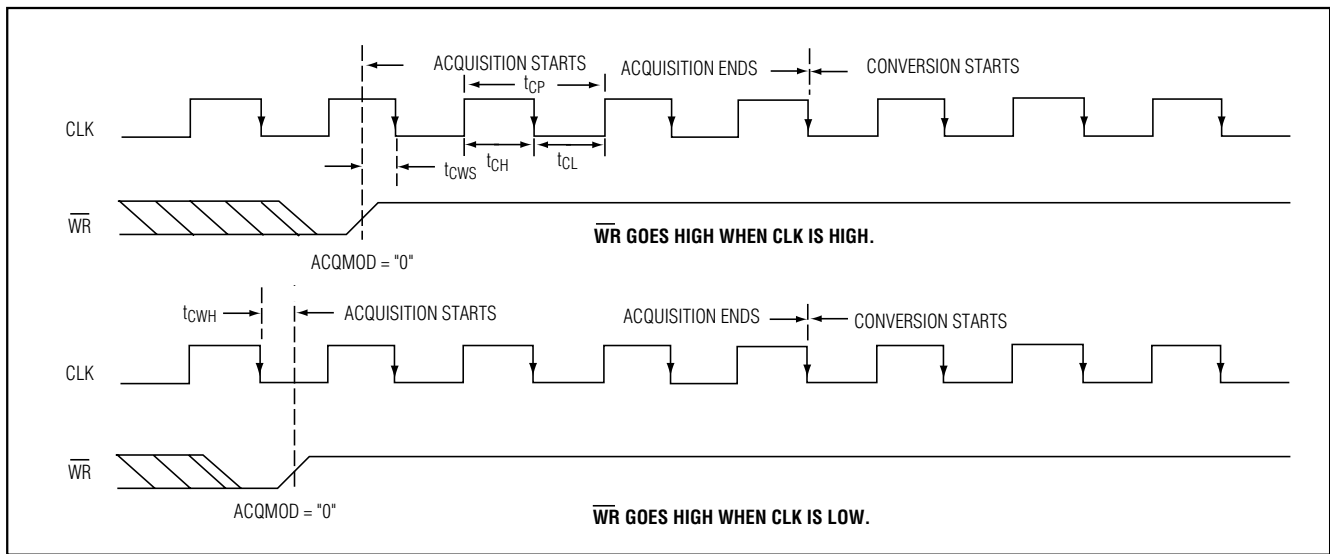 ACQUISITION STARTS
ACQUISITION ENDS
CONVERSION STARTS
tCP
CLK
tCWS
tCH
tCL
WR
WR GOES HIGH WHEN CLK IS HIGH.
ACQMOD = "0"
tCWH
ACQUISITION STARTS
ACQUISITION ENDS
CONVERSION STARTS
CLK
WR
ACQMOD = "0"
WR GOES HIGH WHEN CLK IS LOW.